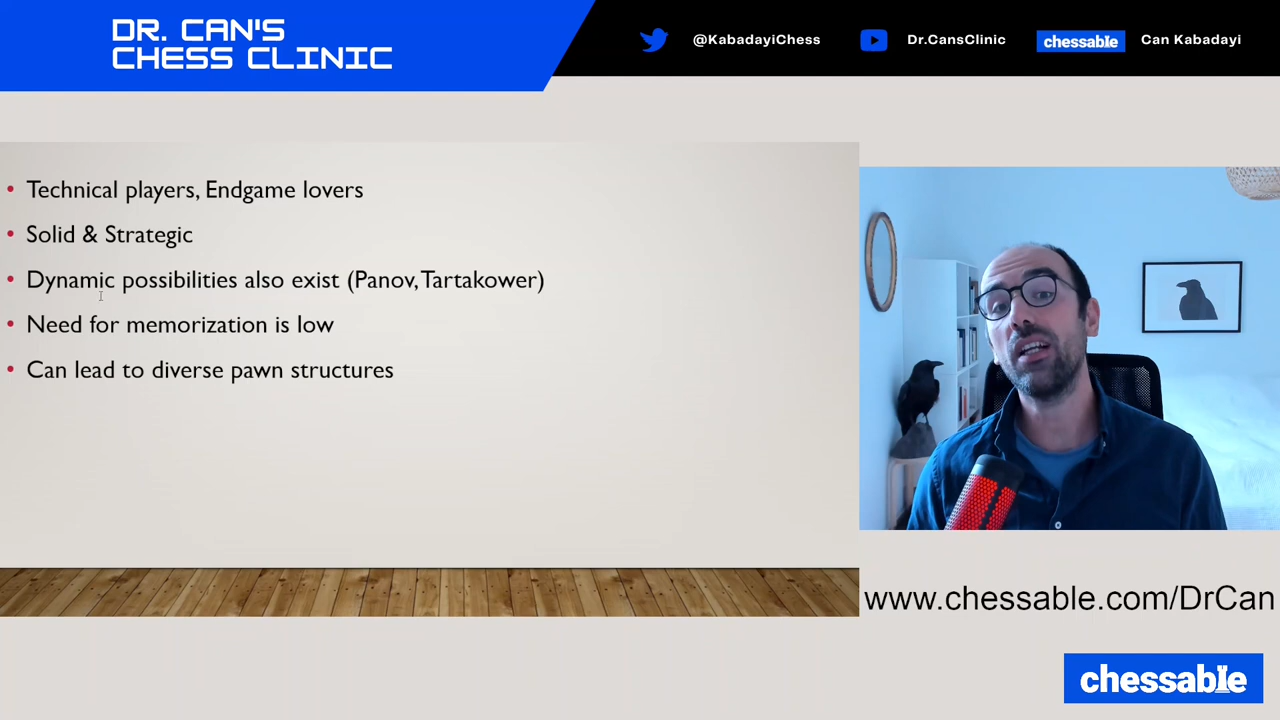 DR. CAN'S
CHESS CLINIC
@KabadayiChess
Dr.CansClinic
chessable
Can Kabadayi
• Technical players, Endgame lovers
• Solid & Strategic
• Dynamic possibilities also exist (Panov, Tartakower)
• Need for memorization is low
• Can lead to diverse pawn structures
www.chessable.com/DrCan
chessable